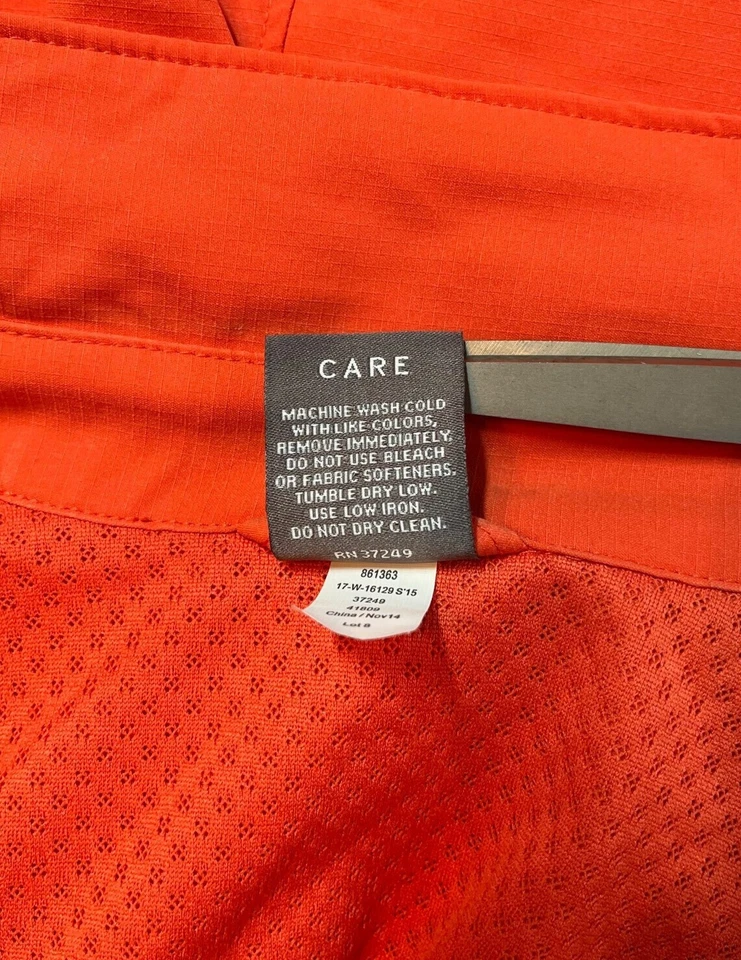 CARE
MACHINE WASH COLD
WITH LIKE COLORS,
REMOVE IMMEDIATELY,
DO NOT USE BLEACH
OR FABRIC SOFTENERS.
TUMBLE DRY LOW.
USE LOW IRON.
DO NOT DRY CLEAN.
RN 37249
861363
17-W-16129 S'15
37249
41809
China / Nov14
Lot 8